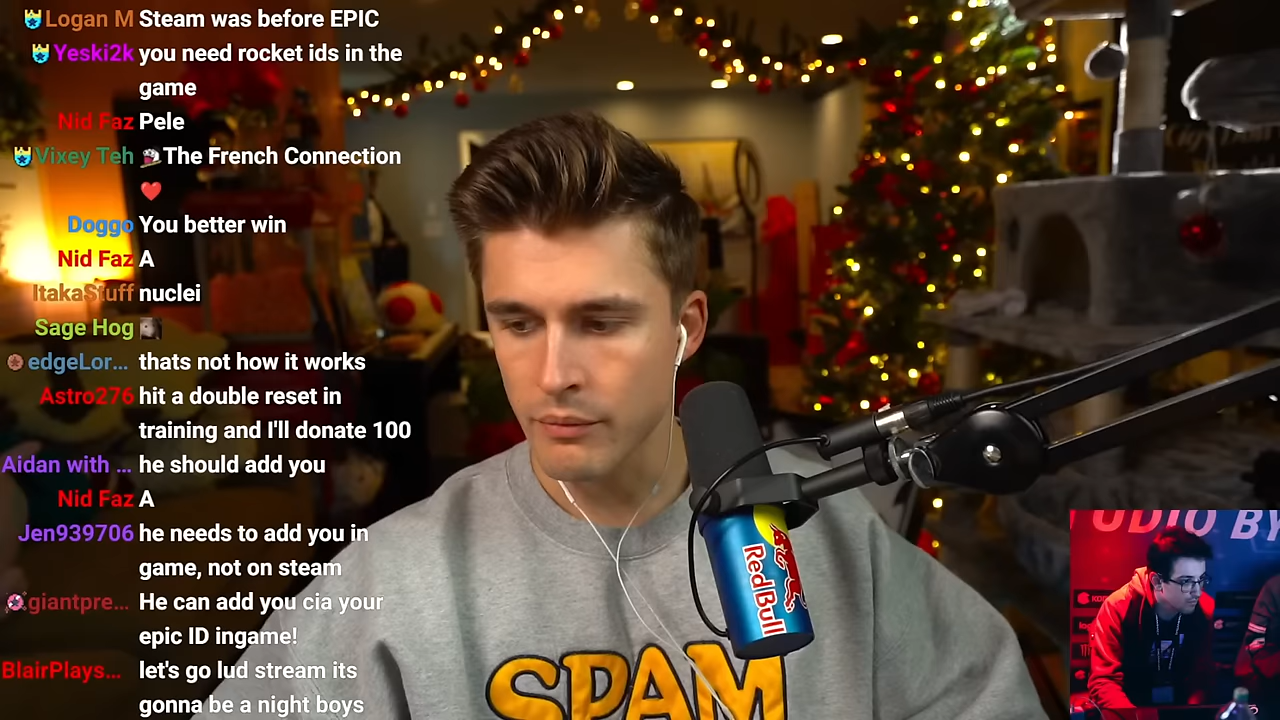 Logan M Steam was before EPIC
Yeski2k you need rocket ids in the
game
Nid Faz Pele
Vixey Teh The French Connection
Doggo You better win
Nid Faz A
ItakaStuff nuclei
Sage Hog
edgeLor... thats not how it works
Astro276 hit a double reset in
training and I'll donate 100
Aidan with ... he should add you
Nid Faz A
Jen939706 he needs to add you in
game, not on steam
giantpre... He can add you cia your
epic ID ingame!
BlairPlays... let's go lud stream its
gonna be a night boys
RedBull
SPAM
UDIO BY